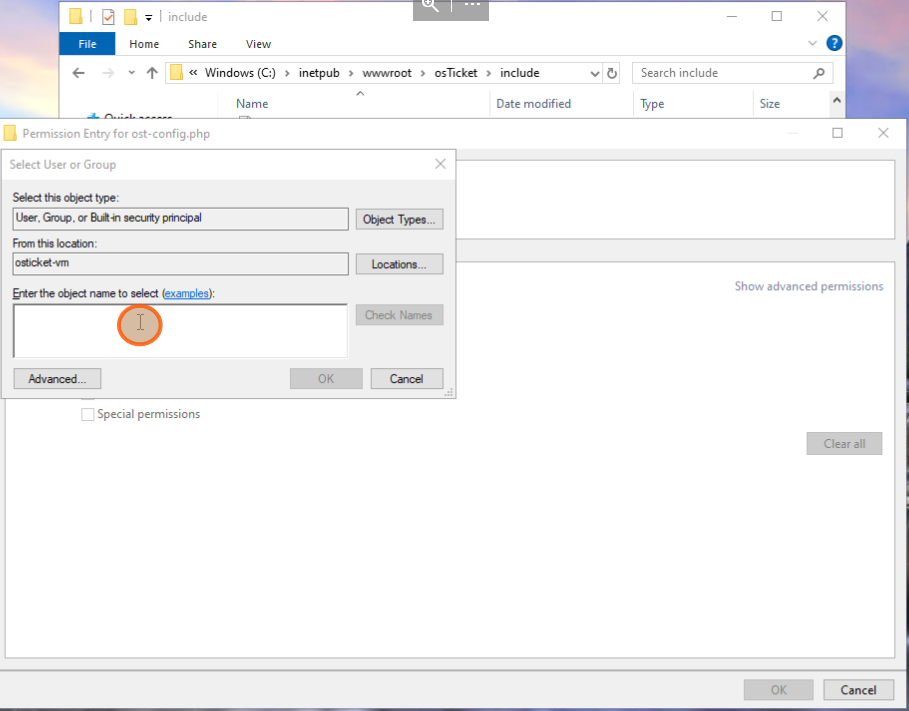 include
File Home Share View
« Windows (C:) › inetpub › wwwroot › osTicket › include
Search include
Name Date modified Type Size
Quick access
Permission Entry for ost-config.php
Select User or Group
Select this object type:
User, Group, or Built-in security principal
Object Types...
From this location:
osticket-vm
Locations...
Enter the object name to select (examples):
Check Names
Advanced... OK Cancel
Show advanced permissions
Special permissions
Clear all
OK Cancel